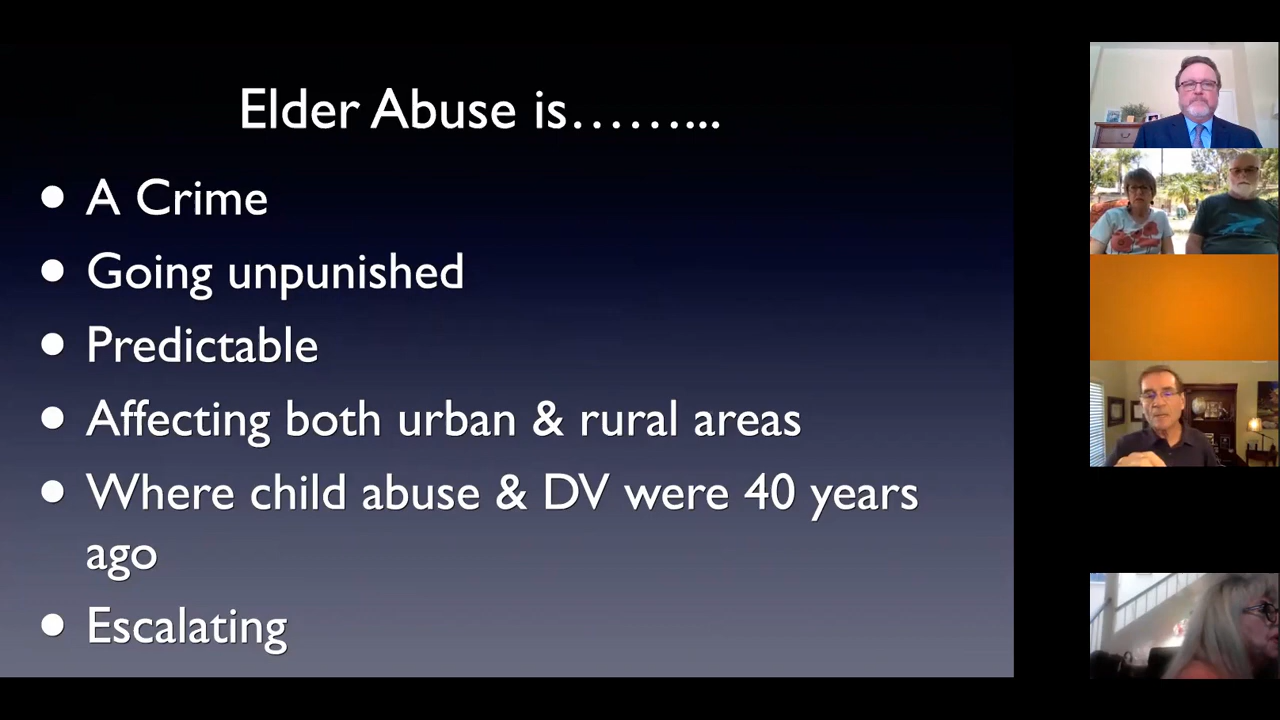 Elder Abuse is……...
• A Crime
• Going unpunished
• Predictable
• Affecting both urban & rural areas
• Where child abuse & DV were 40 years
ago
• Escalating